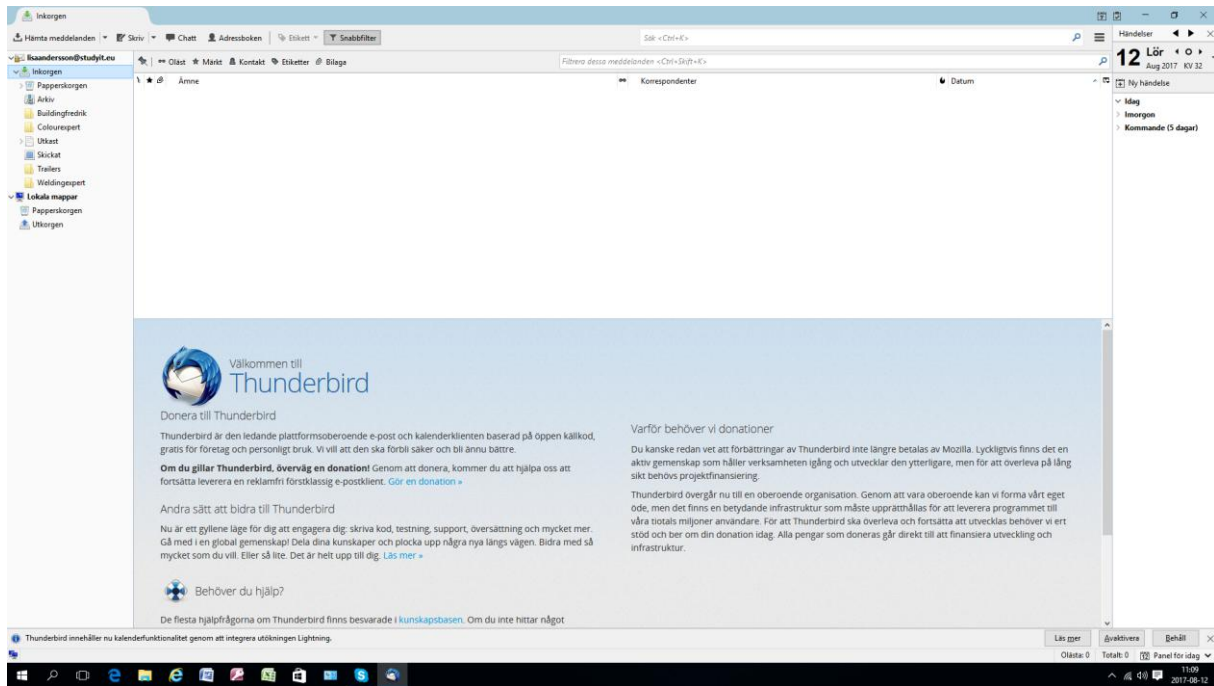 Inkorgen
Hämta meddelanden Skriv Chatt Adressboken Etikett Snabbfilter Sök <Ctrl+K>
Händelser
lisaandersson@studyit.eu
Inkorgen
Papperskorgen
Arkiv
Buildingfredrik
Colourexpert
Utkast
Skickat
Trailers
Weldingexpert
Lokala mappar
Papperskorgen
Utkorgen
Oläst Märkt Kontakt Etiketter Bilaga Filtrera dessa meddelanden <Ctrl+Skift+K>
Ämne Korrespondenter Datum
12 Lör
Aug 2017 KV 32
Ny händelse
Idag
Imorgon
Kommande (5 dagar)
Välkommen till
Thunderbird
Donera till Thunderbird
Thunderbird är den ledande plattformsoberoende e-post och kalenderklienten baserad på öppen källkod,
gratis för företag och personligt bruk. Vi vill att den ska förbli säker och bli ännu bättre.
Om du gillar Thunderbird, överväg en donation! Genom att donera, kommer du att hjälpa oss att
fortsätta leverera en reklamfri förstklassig e-postklient. Gör en donation »
Andra sätt att bidra till Thunderbird
Nu är ett gyllene läge för dig att engagera dig: skriva kod, testning, support, översättning och mycket mer.
Gå med i en global gemenskap! Dela dina kunskaper och plocka upp några nya längs vägen. Bidra med så
mycket som du vill. Eller så lite. Det är helt upp till dig. Läs mer »
Behöver du hjälp?
De flesta hjälpfrågorna om Thunderbird finns besvarade i kunskapsbasen. Om du inte hittar något
Varför behöver vi donationer
Du kanske redan vet att förbättringar av Thunderbird inte längre betalas av Mozilla. Lyckligtvis finns det en
aktiv gemenskap som håller verksamheten igång och utvecklar den ytterligare, men för att överleva på lång
sikt behövs projektfinansiering.
Thunderbird övergår nu till en oberoende organisation. Genom att vara oberoende kan vi forma vårt eget
öde, men det finns en betydande infrastruktur som måste upprätthållas för att leverera programmet till
våra tiotals miljoner användare. För att Thunderbird ska överleva och fortsätta att utvecklas behöver vi ert
stöd och ber om din donation idag. Alla pengar som doneras går direkt till att finansiera utveckling och
infrastruktur.
Thunderbird innehåller nu kalenderfunktionalitet genom att integrera utökningen Lightning. Läs mer Avaktivera Behåll
Olästa: 0 Totalt: 0 Panel för idag
11:09
2017-08-12